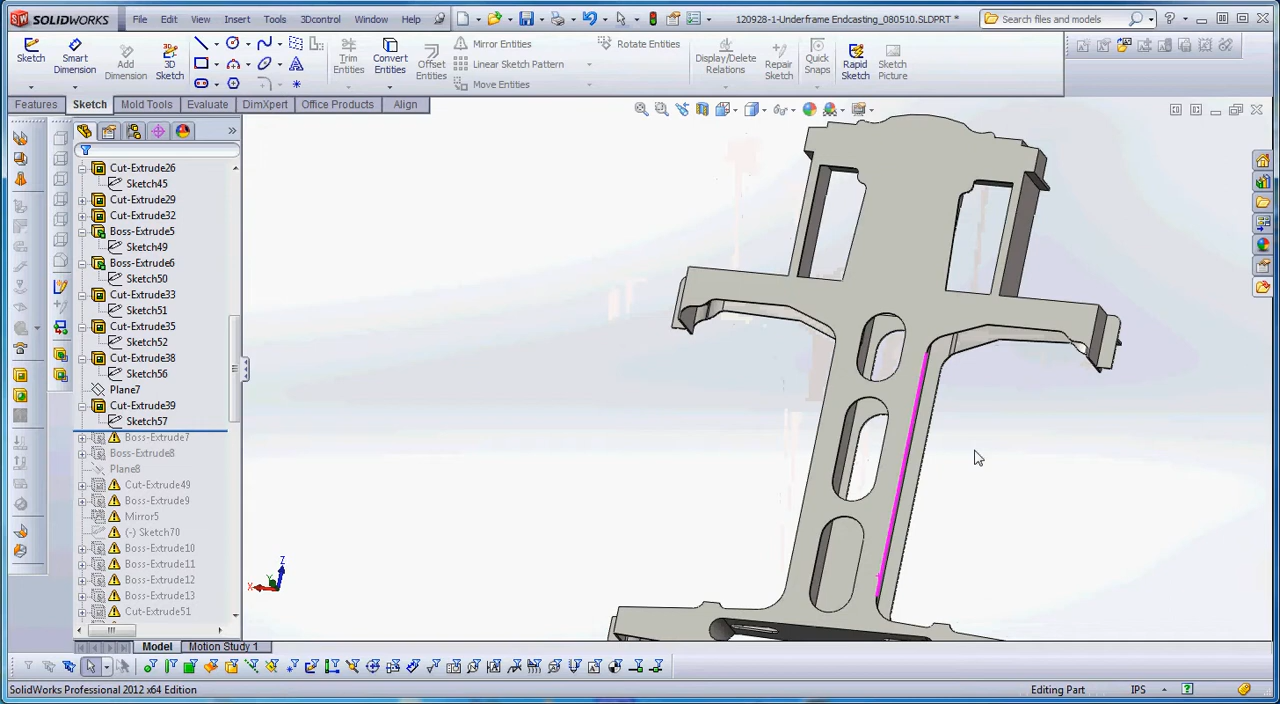 SOLIDWORKS File Edit View Insert Tools 3Dcontrol Window Help 120928-1-Underframe Endcasting_080510.SLDPRT * Search files and models
Sketch Smart Dimension Add Dimension 3D Sketch Trim Entities Convert Entities Offset Entities Mirror Entities Linear Sketch Pattern Move Entities Rotate Entities Display/Delete Relations Repair Sketch Quick Snaps Rapid Sketch Sketch Picture
Features Sketch Mold Tools Evaluate DimXpert Office Products Align
Cut-Extrude26
Sketch45
Cut-Extrude29
Cut-Extrude32
Boss-Extrude5
Sketch49
Boss-Extrude6
Sketch50
Cut-Extrude33
Sketch51
Cut-Extrude35
Sketch52
Cut-Extrude38
Sketch56
Plane7
Cut-Extrude39
Sketch57
Boss-Extrude7
Boss-Extrude8
Plane8
Cut-Extrude49
Boss-Extrude9
Mirror5
(-) Sketch70
Boss-Extrude10
Boss-Extrude11
Boss-Extrude12
Boss-Extrude13
Cut-Extrude51
X Y Z
Model Motion Study 1
SolidWorks Professional 2012 x64 Edition Editing Part IPS